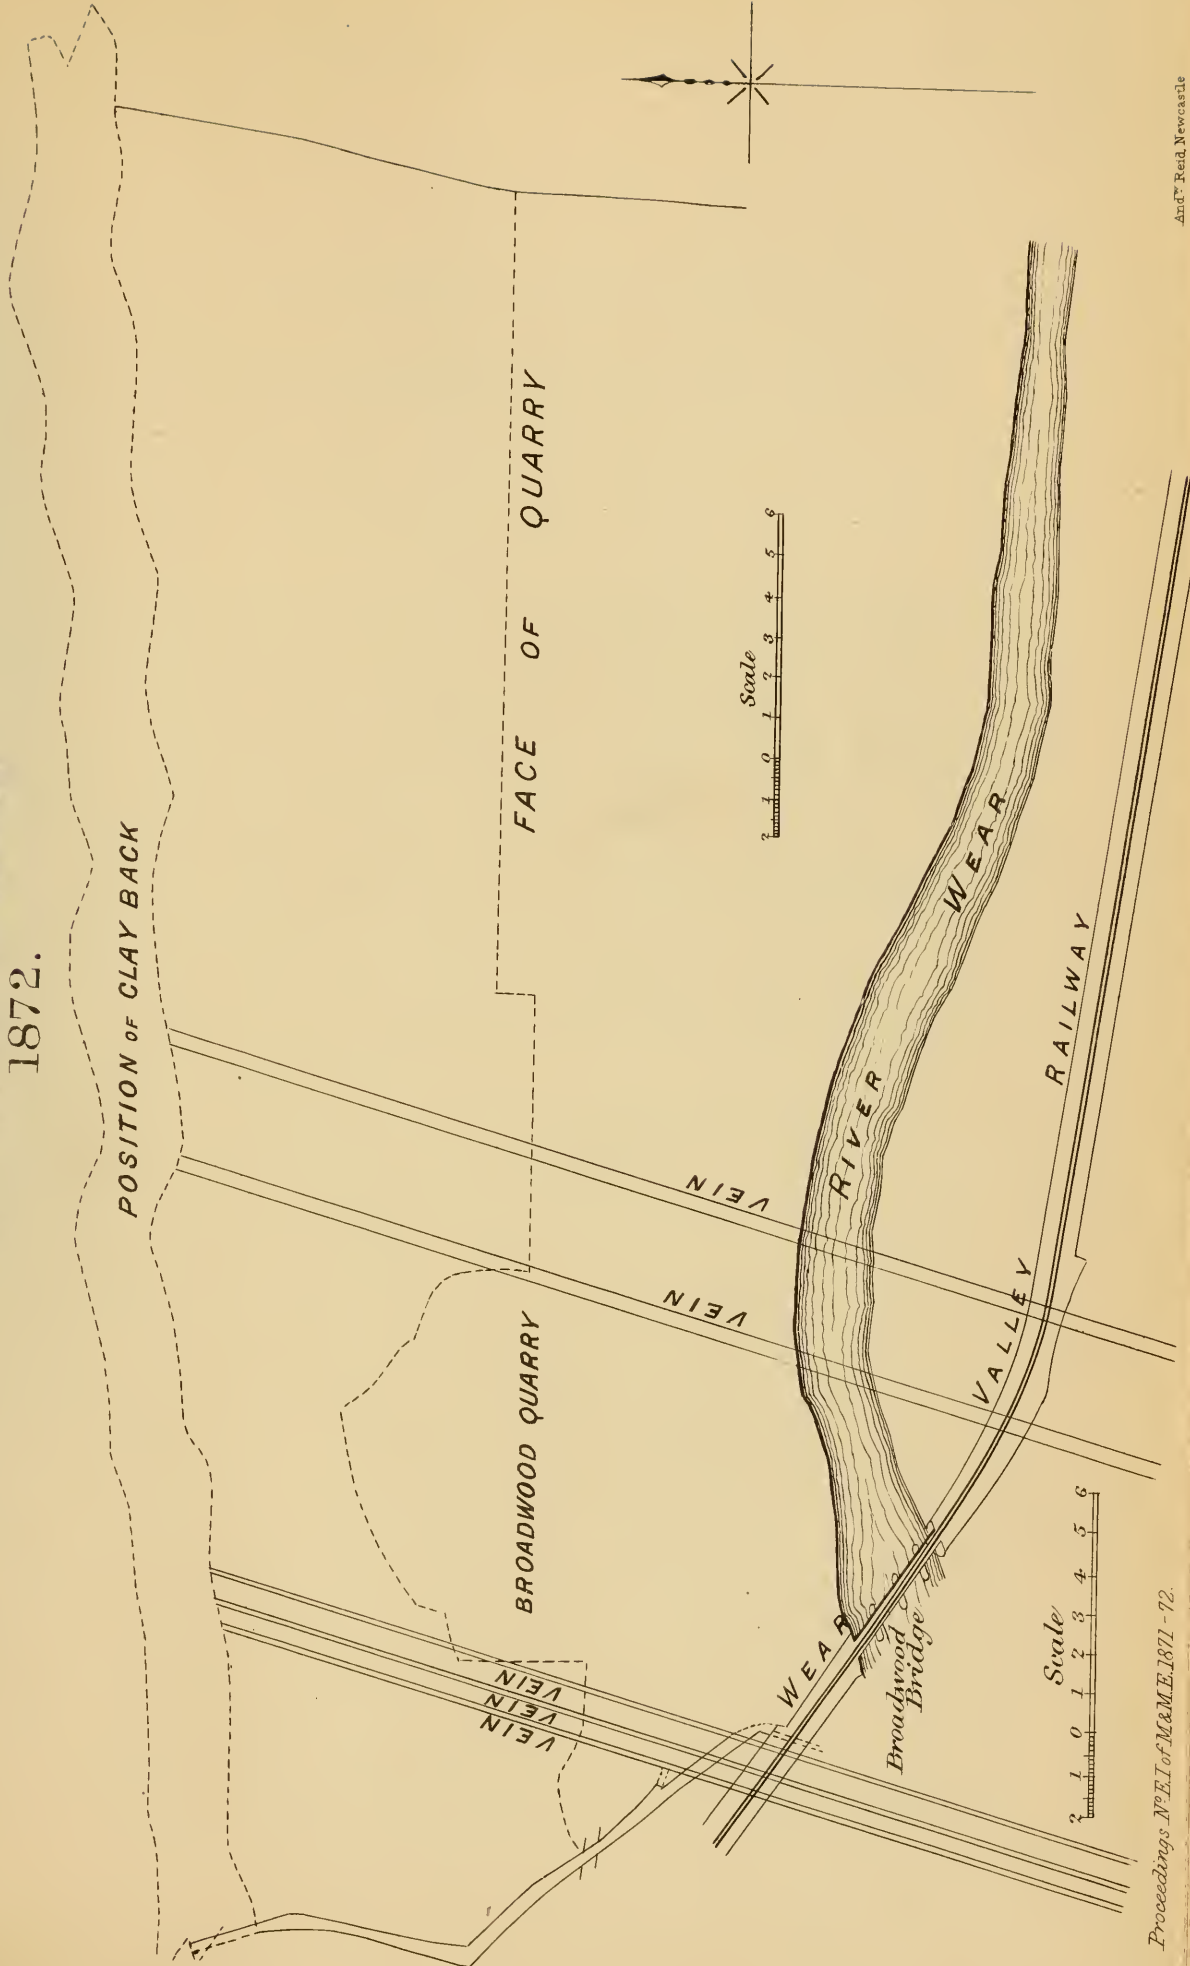 1872.
POSITION OF CLAY BACK
FACE OF QUARRY
BROADWOOD QUARRY
VEIN
VEIN
VEIN
VEIN
VEIN
Scale
2 1 0 1 2 3 4 5 6
RIVER WEAR
WEAR VALLEY RAILWAY
Broadwood
Bridge
Scale
2 1 0 1 2 3 4 5 6
Proceedings N.º E.I. of M.& M.E. 1871-72.
And.w Reid, Newcastle